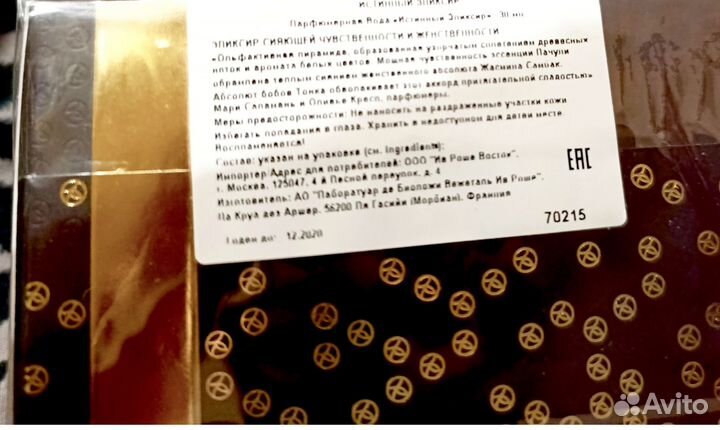 ИСТИННЫЙ ЭЛИКСИР
Парфюмерная Вода «Истинный Эликсир» 30 мл
ЭЛИКСИР СИЯЮЩЕЙ ЧУВСТВЕННОСТИ И ЖЕНСТВЕННОСТИ
«Ольфактивная пирамида, образованная узорчатым сплетением древесных
ноток и аромата белых цветов. Мощная чувственность эссенции Пачули
обрамлена теплым сиянием женственного абсолюта Жасмина Самбак.
Абсолют бобов Тонка обволакивает этот аккорд притягательной сладостью»
Мари Саламань и Оливье Кресп, парфюмеры.
Меры предосторожности: Не наносить на раздраженные участки кожи
Избегать попадания в глаза. Хранить в недоступном для детей месте
Воспламеняется!
Состав: указан на упаковке (см. Ingredients);
Импортер/Адрес для потребителей: ООО "Ив Роше Восток",
г. Москва, 125047, 4-й Лесной переулок, д. 4
Изготовитель: АО "Лаборатуар де Биоложи Вежеталь Ив Роше",
Ла Круа дез Аршер, 56200 Ля Гасийи (Морбиан), Франция
Годен до: 12.2020
EAC
70215
Avito